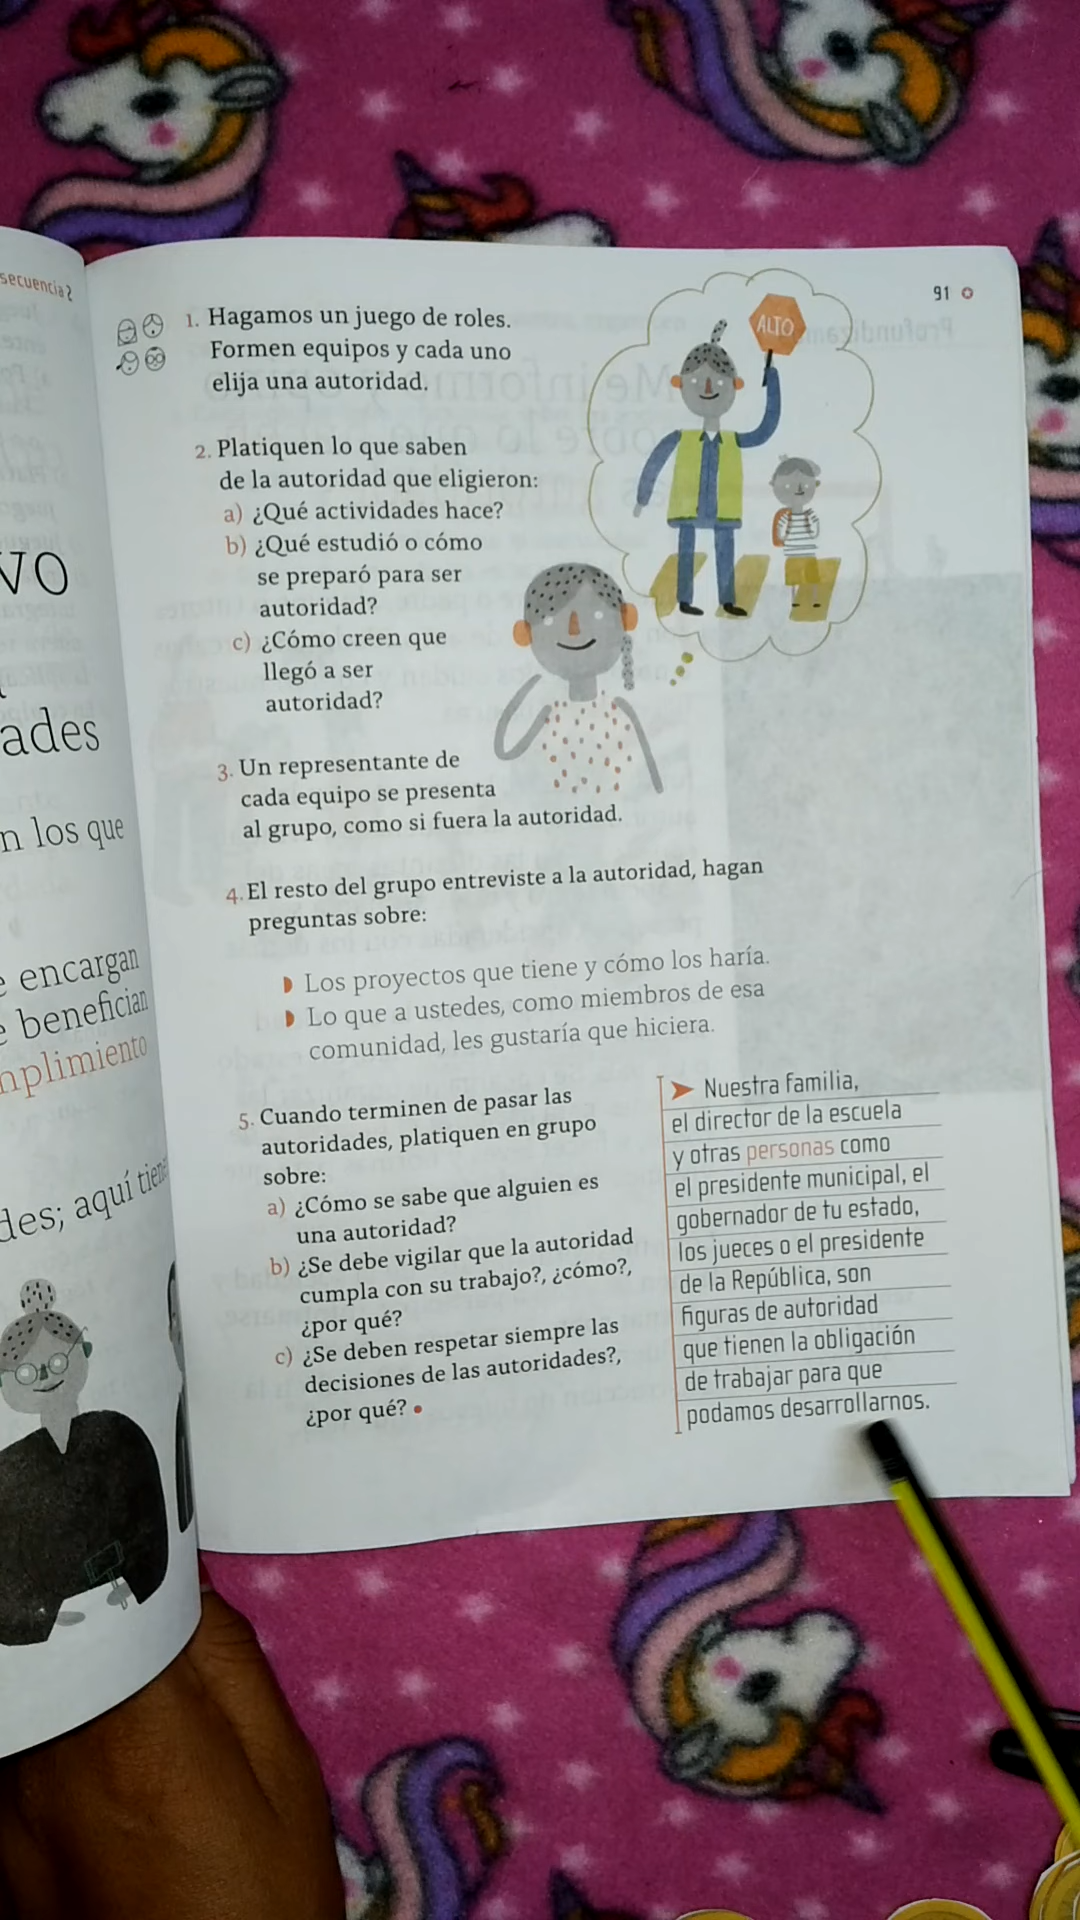 secuencia 2
vo
ades
n los que
encargan
benefician
mplimiento
des; aquí
91
ALTO
1. Hagamos un juego de roles.
Formen equipos y cada uno
elija una autoridad.
2. Platiquen lo que saben
de la autoridad que eligieron:
a) ¿Qué actividades hace?
b) ¿Qué estudió o cómo
se preparó para ser
autoridad?
c) ¿Cómo creen que
llegó a ser
autoridad?
3. Un representante de
cada equipo se presenta
al grupo, como si fuera la autoridad.
4. El resto del grupo entreviste a la autoridad, hagan
preguntas sobre:
Los proyectos que tiene y cómo los haría.
Lo que a ustedes, como miembros de esa
comunidad, les gustaría que hiciera.
5. Cuando terminen de pasar las
autoridades, platiquen en grupo
sobre:
a) ¿Cómo se sabe que alguien es
una autoridad?
b) ¿Se debe vigilar que la autoridad
cumpla con su trabajo?, ¿cómo?,
¿por qué?
c) ¿Se deben respetar siempre las
decisiones de las autoridades?,
¿por qué?
Nuestra familia,
el director de la escuela
y otras personas como
el presidente municipal, el
gobernador de tu estado,
los jueces o el presidente
de la República, son
figuras de autoridad
que tienen la obligación
de trabajar para que
podamos desarrollarnos.